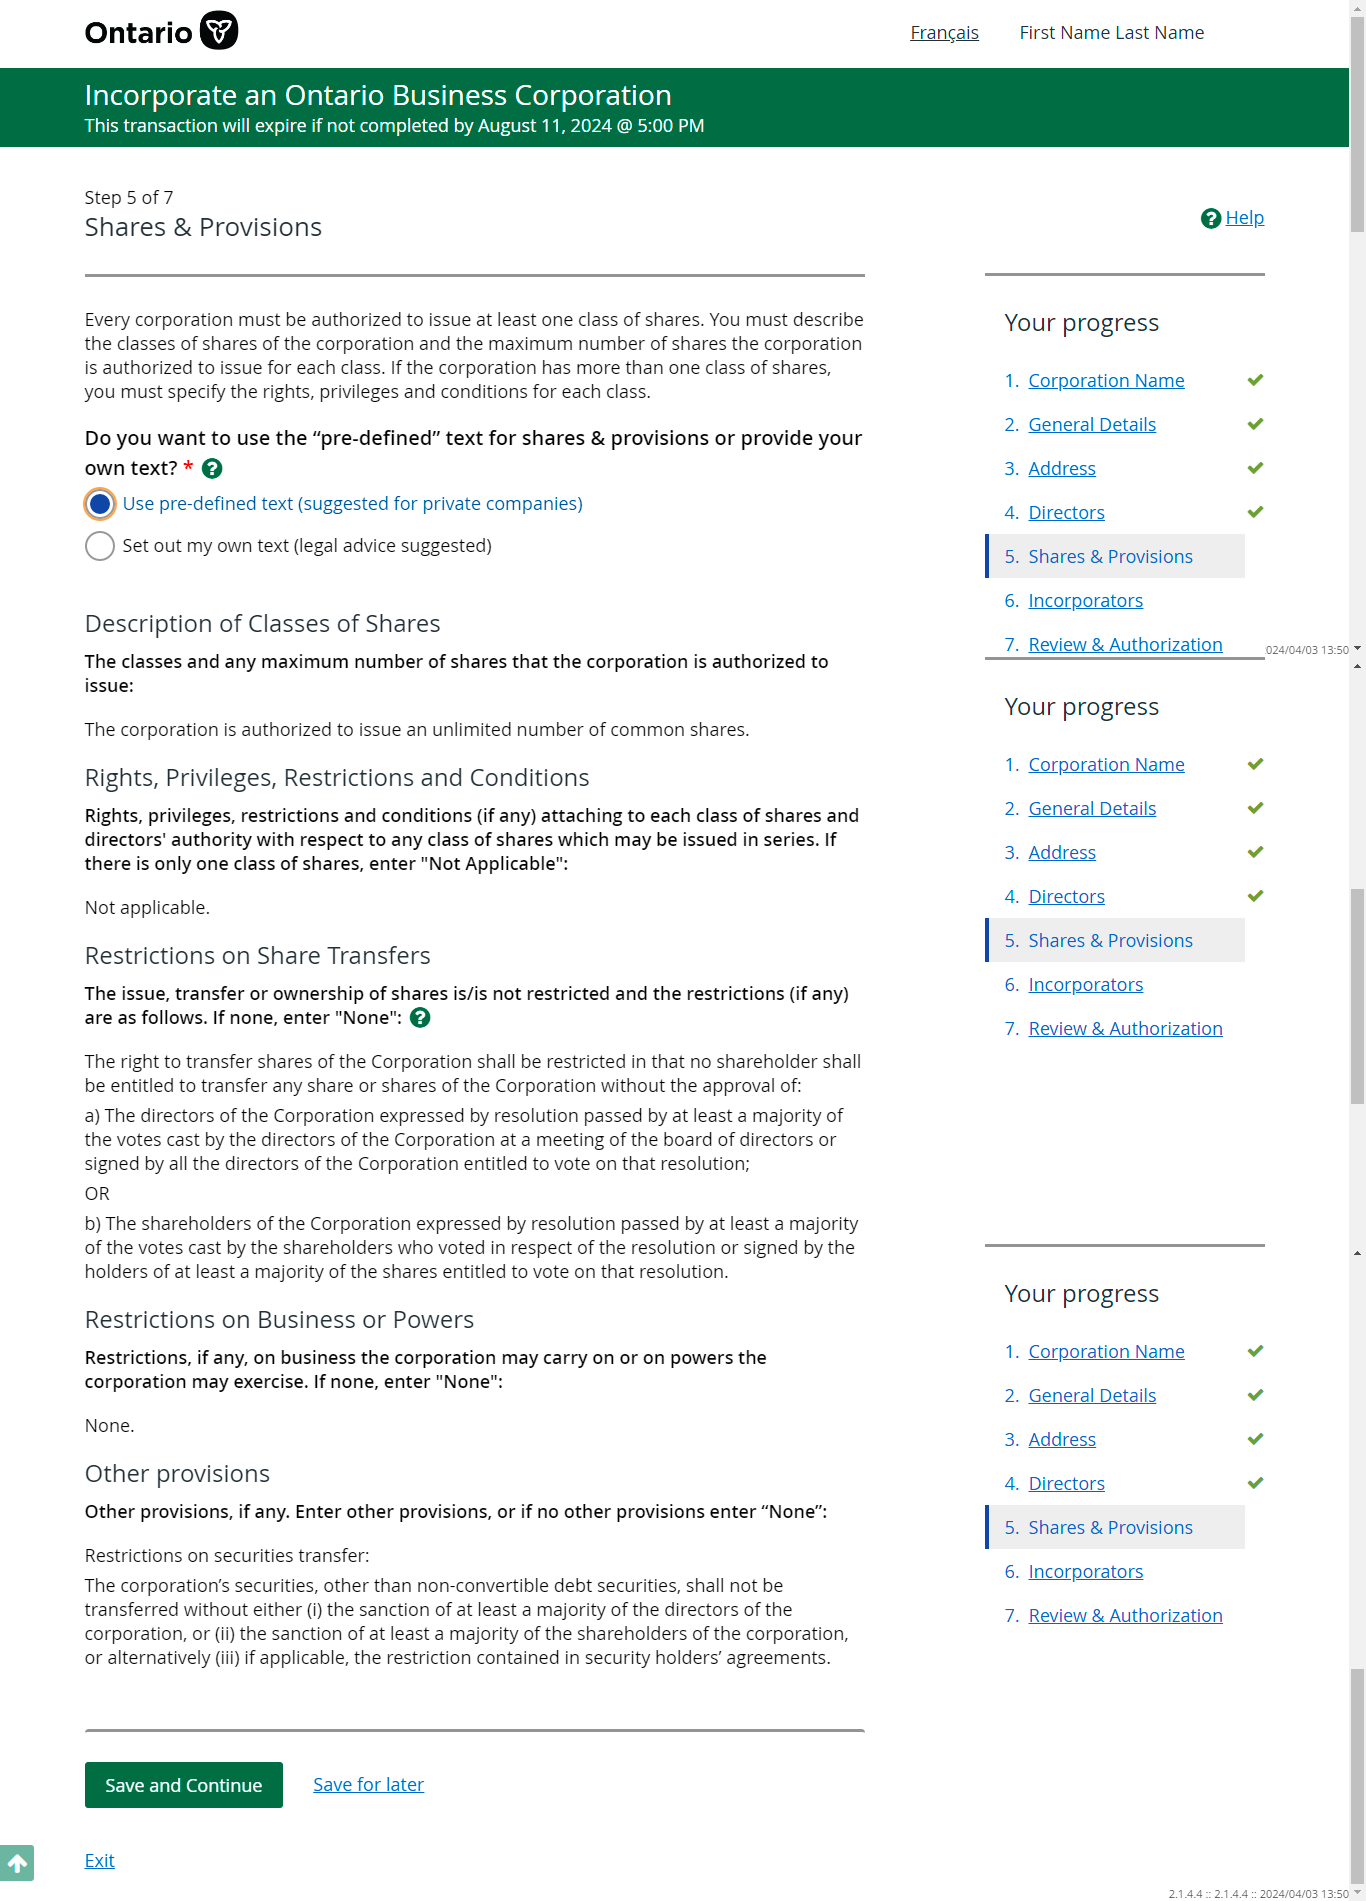 Ontario
Français
First Name Last Name
Incorporate an Ontario Business Corporation
This transaction will expire if not completed by August 11, 2024 @ 5:00 PM
Step 5 of 7
Shares & Provisions
Help
Every corporation must be authorized to issue at least one class of shares. You must describe
the classes of shares of the corporation and the maximum number of shares the corporation
is authorized to issue for each class. If the corporation has more than one class of shares,
you must specify the rights, privileges and conditions for each class.
Do you want to use the “pre-defined” text for shares & provisions or provide your
own text? *
Use pre-defined text (suggested for private companies)
Set out my own text (legal advice suggested)
Description of Classes of Shares
The classes and any maximum number of shares that the corporation is authorized to
issue:
The corporation is authorized to issue an unlimited number of common shares.
Rights, Privileges, Restrictions and Conditions
Rights, privileges, restrictions and conditions (if any) attaching to each class of shares and
directors' authority with respect to any class of shares which may be issued in series. If
there is only one class of shares, enter "Not Applicable":
Not applicable.
Restrictions on Share Transfers
The issue, transfer or ownership of shares is/is not restricted and the restrictions (if any)
are as follows. If none, enter "None":
The right to transfer shares of the Corporation shall be restricted in that no shareholder shall
be entitled to transfer any share or shares of the Corporation without the approval of:
a) The directors of the Corporation expressed by resolution passed by at least a majority of
the votes cast by the directors of the Corporation at a meeting of the board of directors or
signed by all the directors of the Corporation entitled to vote on that resolution;
OR
b) The shareholders of the Corporation expressed by resolution passed by at least a majority
of the votes cast by the shareholders who voted in respect of the resolution or signed by the
holders of at least a majority of the shares entitled to vote on that resolution.
Restrictions on Business or Powers
Restrictions, if any, on business the corporation may carry on or on powers the
corporation may exercise. If none, enter "None":
None.
Other provisions
Other provisions, if any. Enter other provisions, or if no other provisions enter “None”:
Restrictions on securities transfer:
The corporation’s securities, other than non-convertible debt securities, shall not be
transferred without either (i) the sanction of at least a majority of the directors of the
corporation, or (ii) the sanction of at least a majority of the shareholders of the corporation,
or alternatively (iii) if applicable, the restriction contained in security holders’ agreements.
Save and Continue
Save for later
Exit
Your progress
1. Corporation Name
2. General Details
3. Address
4. Directors
5. Shares & Provisions
6. Incorporators
7. Review & Authorization
024/04/03 13:50
Your progress
1. Corporation Name
2. General Details
3. Address
4. Directors
5. Shares & Provisions
6. Incorporators
7. Review & Authorization
Your progress
1. Corporation Name
2. General Details
3. Address
4. Directors
5. Shares & Provisions
6. Incorporators
7. Review & Authorization
2.1.4.4 :: 2.1.4.4 :: 2024/04/03 13:50